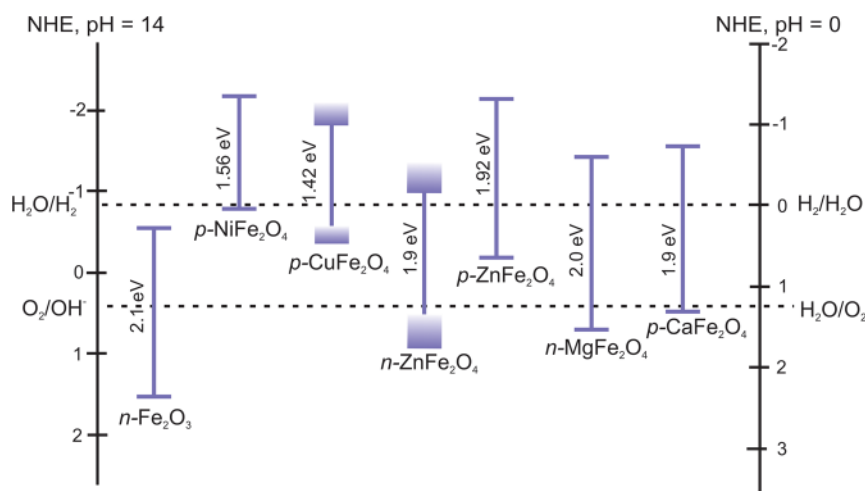 NHE, pH = 14
NHE, pH = 0
-2
-1
0
1
2
-2
-1
0
1
2
3
H₂O/H₂
O₂/OH⁻
H₂/H₂O
H₂O/O₂
2.1eV
n-Fe₂O₃
1.56 eV
p-NiFe₂O₄
1.42 eV
p-CuFe₂O₄
1.9 eV
n-ZnFe₂O₄
1.92 eV
p-ZnFe₂O₄
2.0 eV
n-MgFe₂O₄
1.9 eV
p-CaFe₂O₄